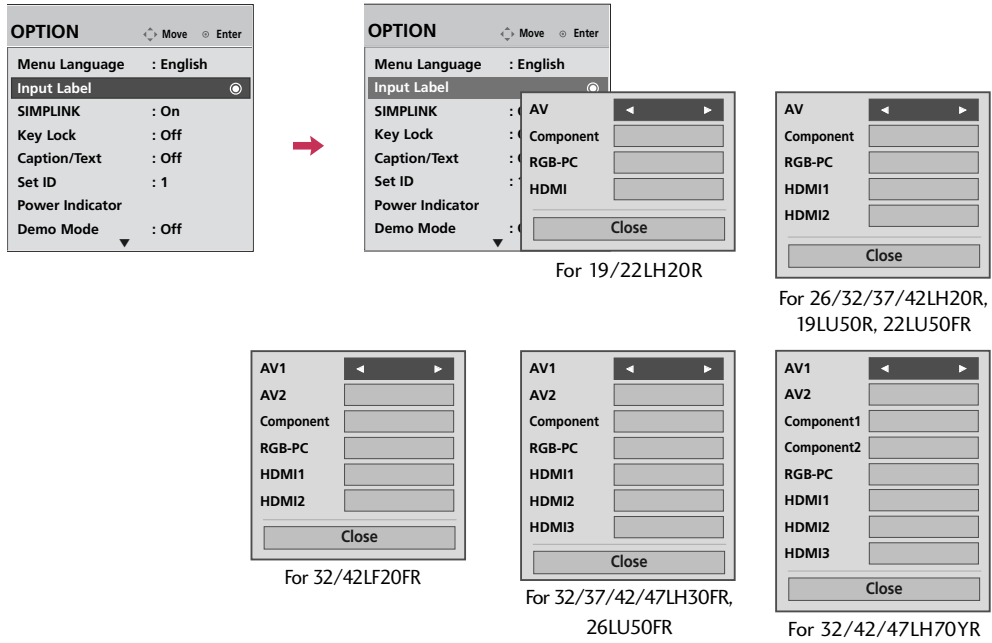 OPTION Move Enter
Menu Language : English
Input Label
SIMPLINK : On
Key Lock : Off
Caption/Text : Off
Set ID : 1
Power Indicator
Demo Mode : Off
OPTION Move Enter
Menu Language : English
Input Label
SIMPLINK :
Key Lock :
Caption/Text :
Set ID :
Power Indicator
Demo Mode :
AV
Component
RGB-PC
HDMI
Close
For 19/22LH20R
AV
Component
RGB-PC
HDMI1
HDMI2
Close
For 26/32/37/42LH20R,
19LU50R, 22LU50FR
AV1
AV2
Component
RGB-PC
HDMI1
HDMI2
Close
For 32/42LF20FR
AV1
AV2
Component
RGB-PC
HDMI1
HDMI2
HDMI3
Close
For 32/37/42/47LH30FR,
26LU50FR
AV1
AV2
Component1
Component2
RGB-PC
HDMI1
HDMI2
HDMI3
Close
For 32/42/47LH70YR